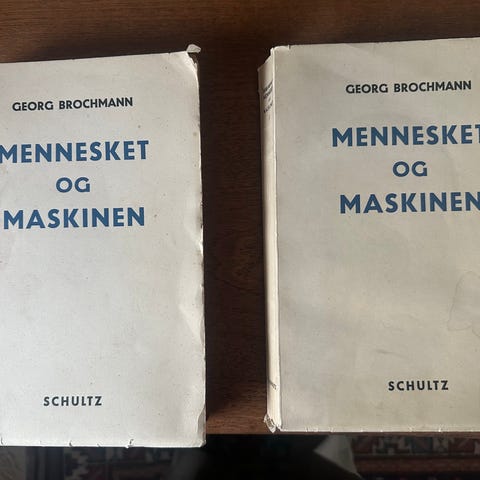 GEORG BROCHMANN
MENNESKET
OG
MASKINEN
SCHULTZ
GEORG BROCHMANN
MENNESKET
OG
MASKINEN
SCHULTZ